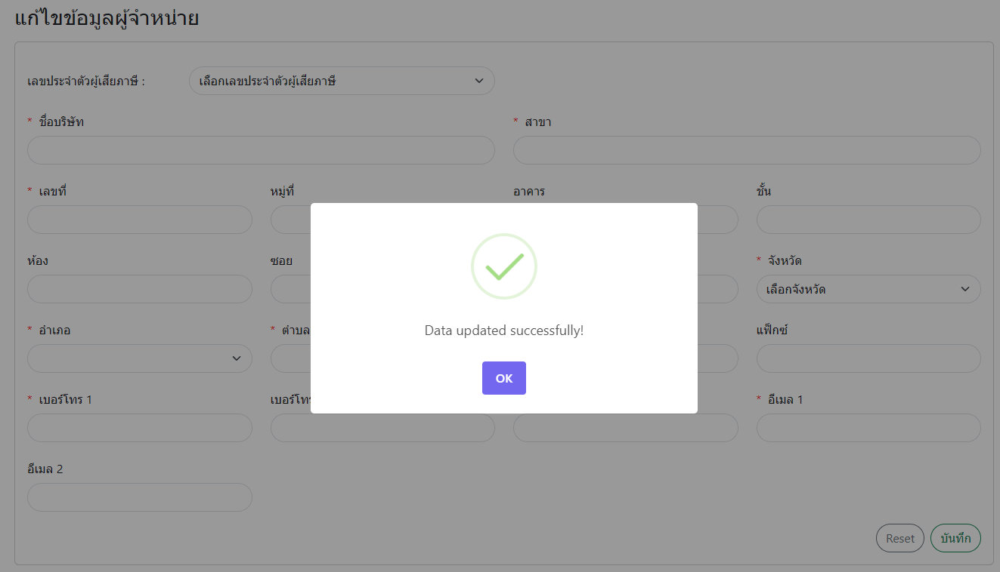 แก้ไขข้อมูลผู้จำหน่าย
เลขประจำตัวผู้เสียภาษี : เลือกเลขประจำตัวผู้เสียภาษี
* ชื่อบริษัท * สาขา
* เลขที่ หมู่ที่ อาคาร ชั้น
ห้อง ซอย * จังหวัด
เลือกจังหวัด
* อำเภอ * ตำบล แฟ็กซ์
Data updated successfully!
OK
* เบอร์โทร 1 เบอร์โทร * อีเมล 1
อีเมล 2
Reset บันทึก